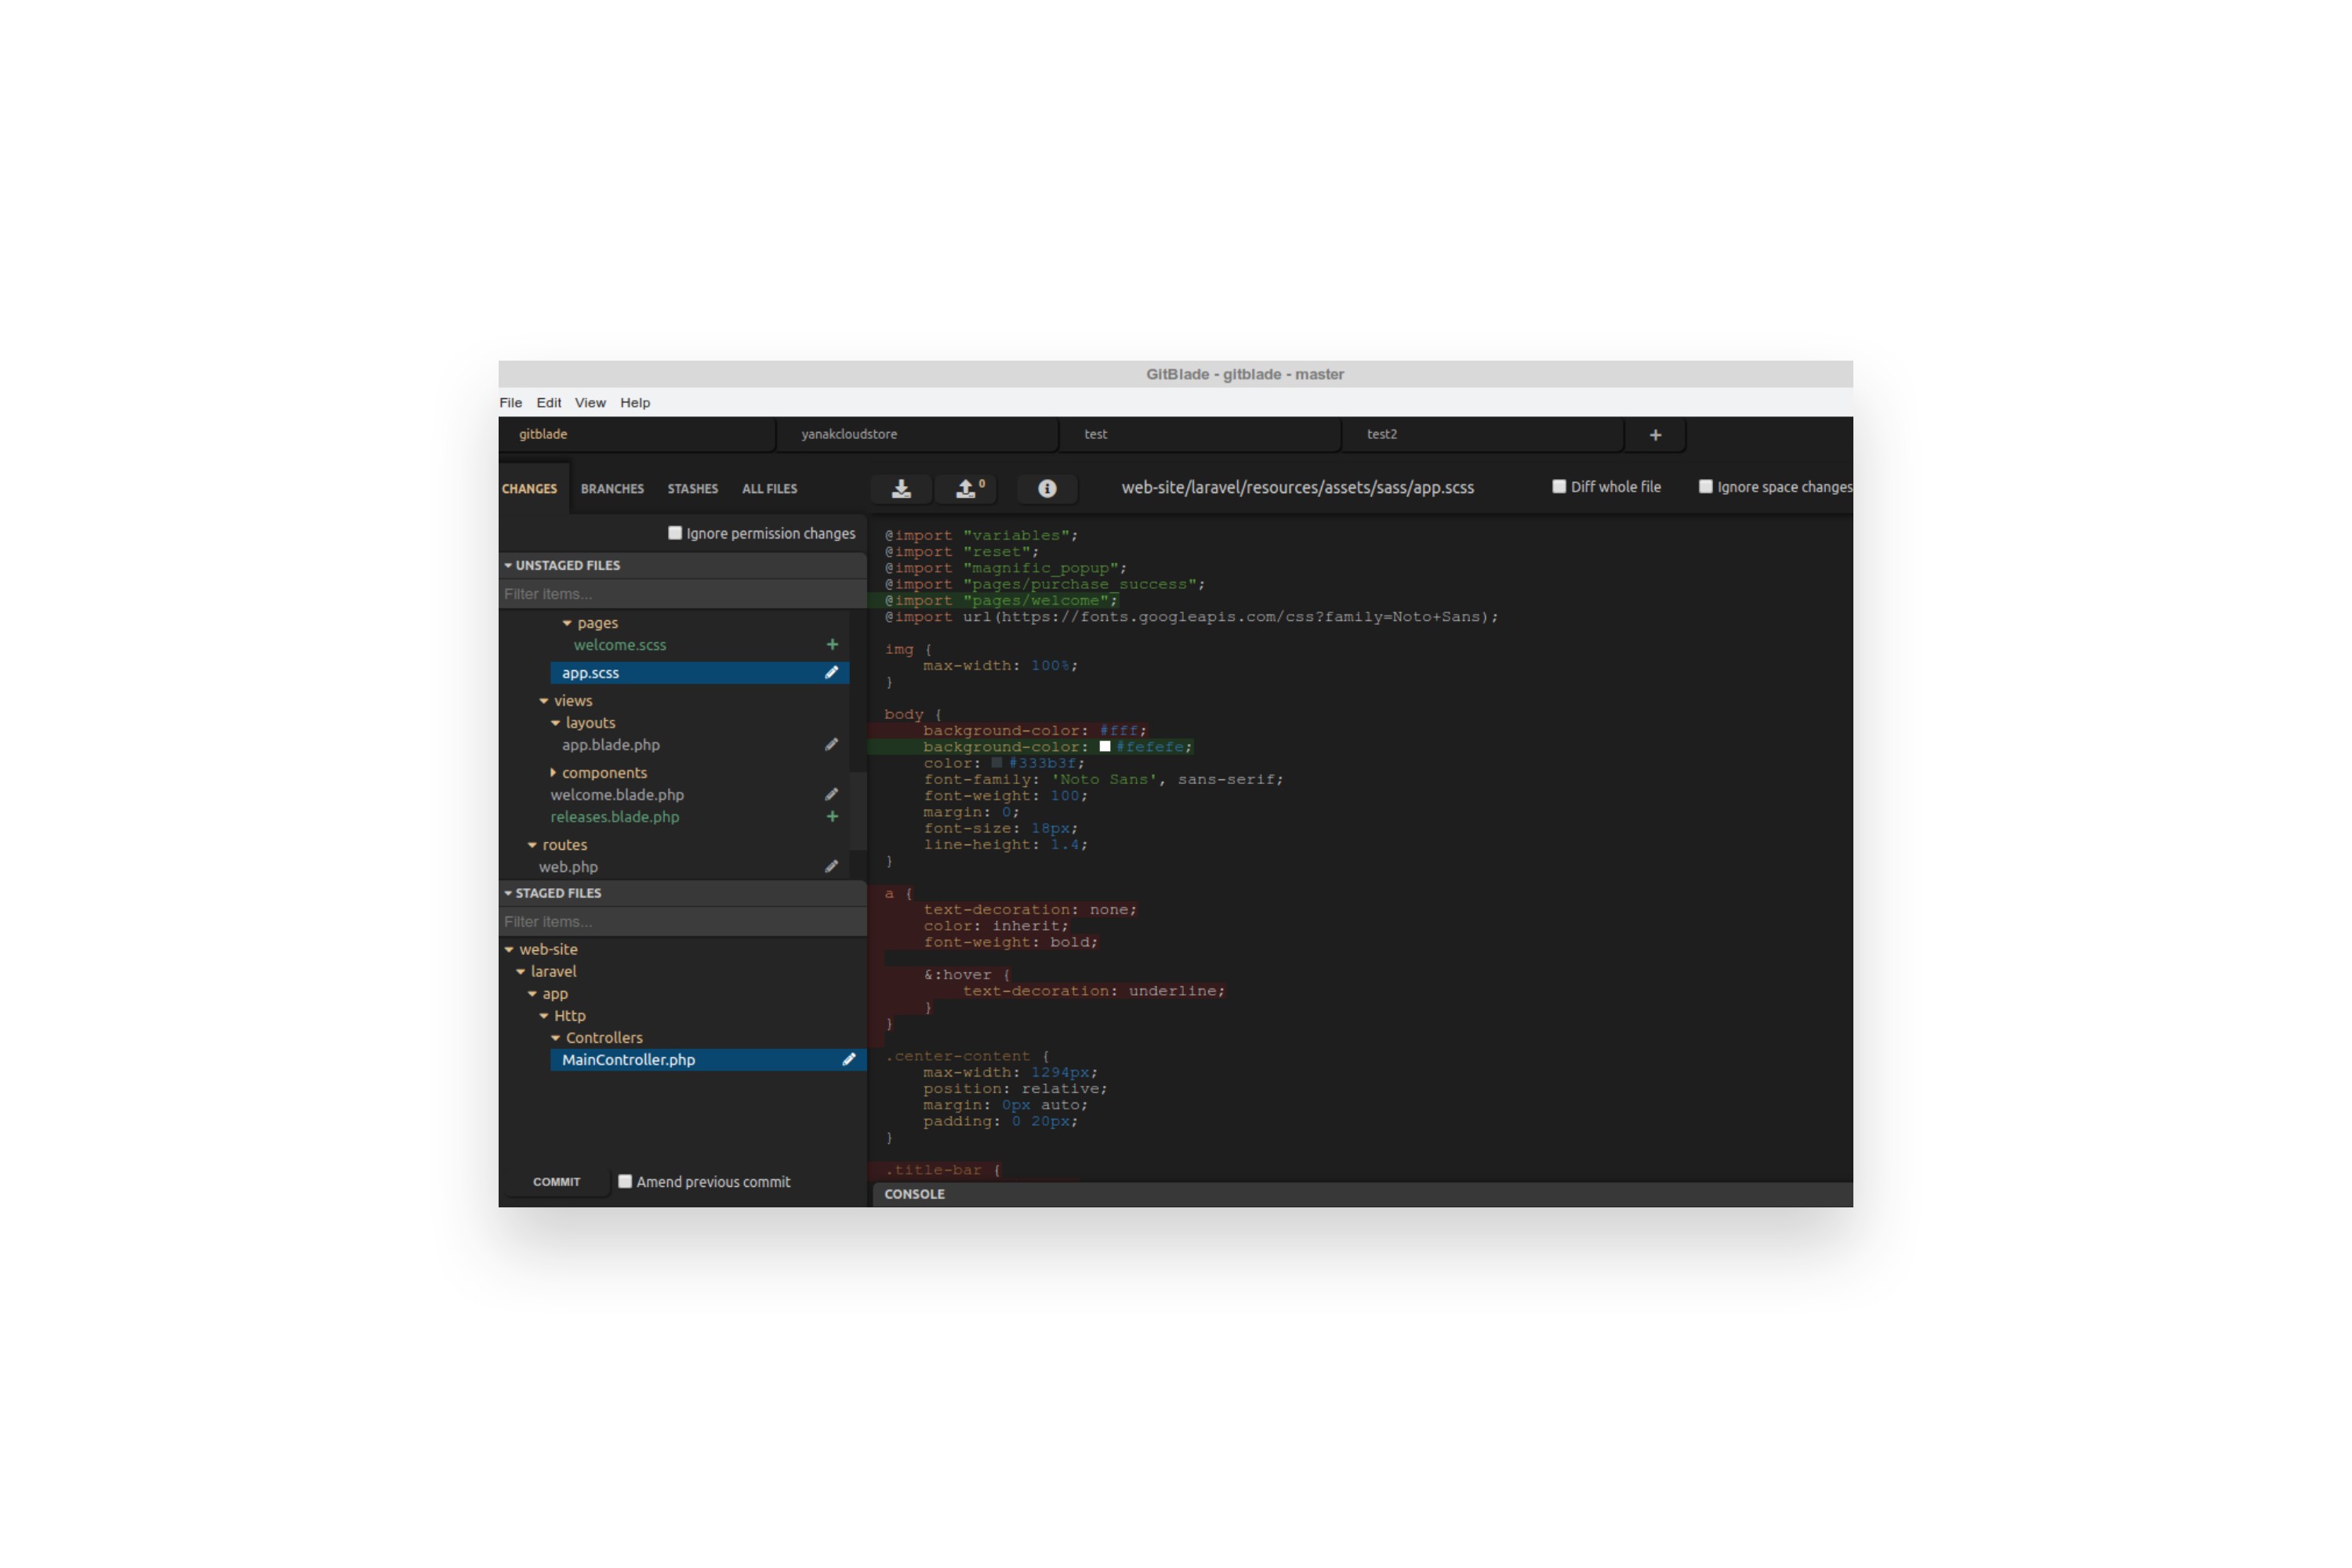 GitBlade - gitblade - master
File Edit View Help
gitblade yanakcloudstore test test2 +
CHANGES BRANCHES STASHES ALL FILES 0 web-site/laravel/resources/assets/sass/app.scss Diff whole file Ignore space changes
Ignore permission changes
UNSTAGED FILES
Filter items...
pages
welcome.scss +
app.scss
views
layouts
app.blade.php
components
welcome.blade.php
releases.blade.php +
routes
web.php
STAGED FILES
Filter items...
web-site
laravel
app
Http
Controllers
MainController.php
COMMIT Amend previous commit
@import "variables";
@import "reset";
@import "magnific_popup";
@import "pages/purchase_success";
@import "pages/welcome";
@import url(https://fonts.googleapis.com/css?family=Noto+Sans);
img {
max-width: 100%;
}
body {
background-color: #fff;
background-color: #fefefe;
color: #333b3f;
font-family: 'Noto Sans', sans-serif;
font-weight: 100;
margin: 0;
font-size: 18px;
line-height: 1.4;
}
a {
text-decoration: none;
color: inherit;
font-weight: bold;
&:hover {
text-decoration: underline;
}
}
.center-content {
max-width: 1294px;
position: relative;
margin: 0px auto;
padding: 0 20px;
}
.title-bar {
CONSOLE